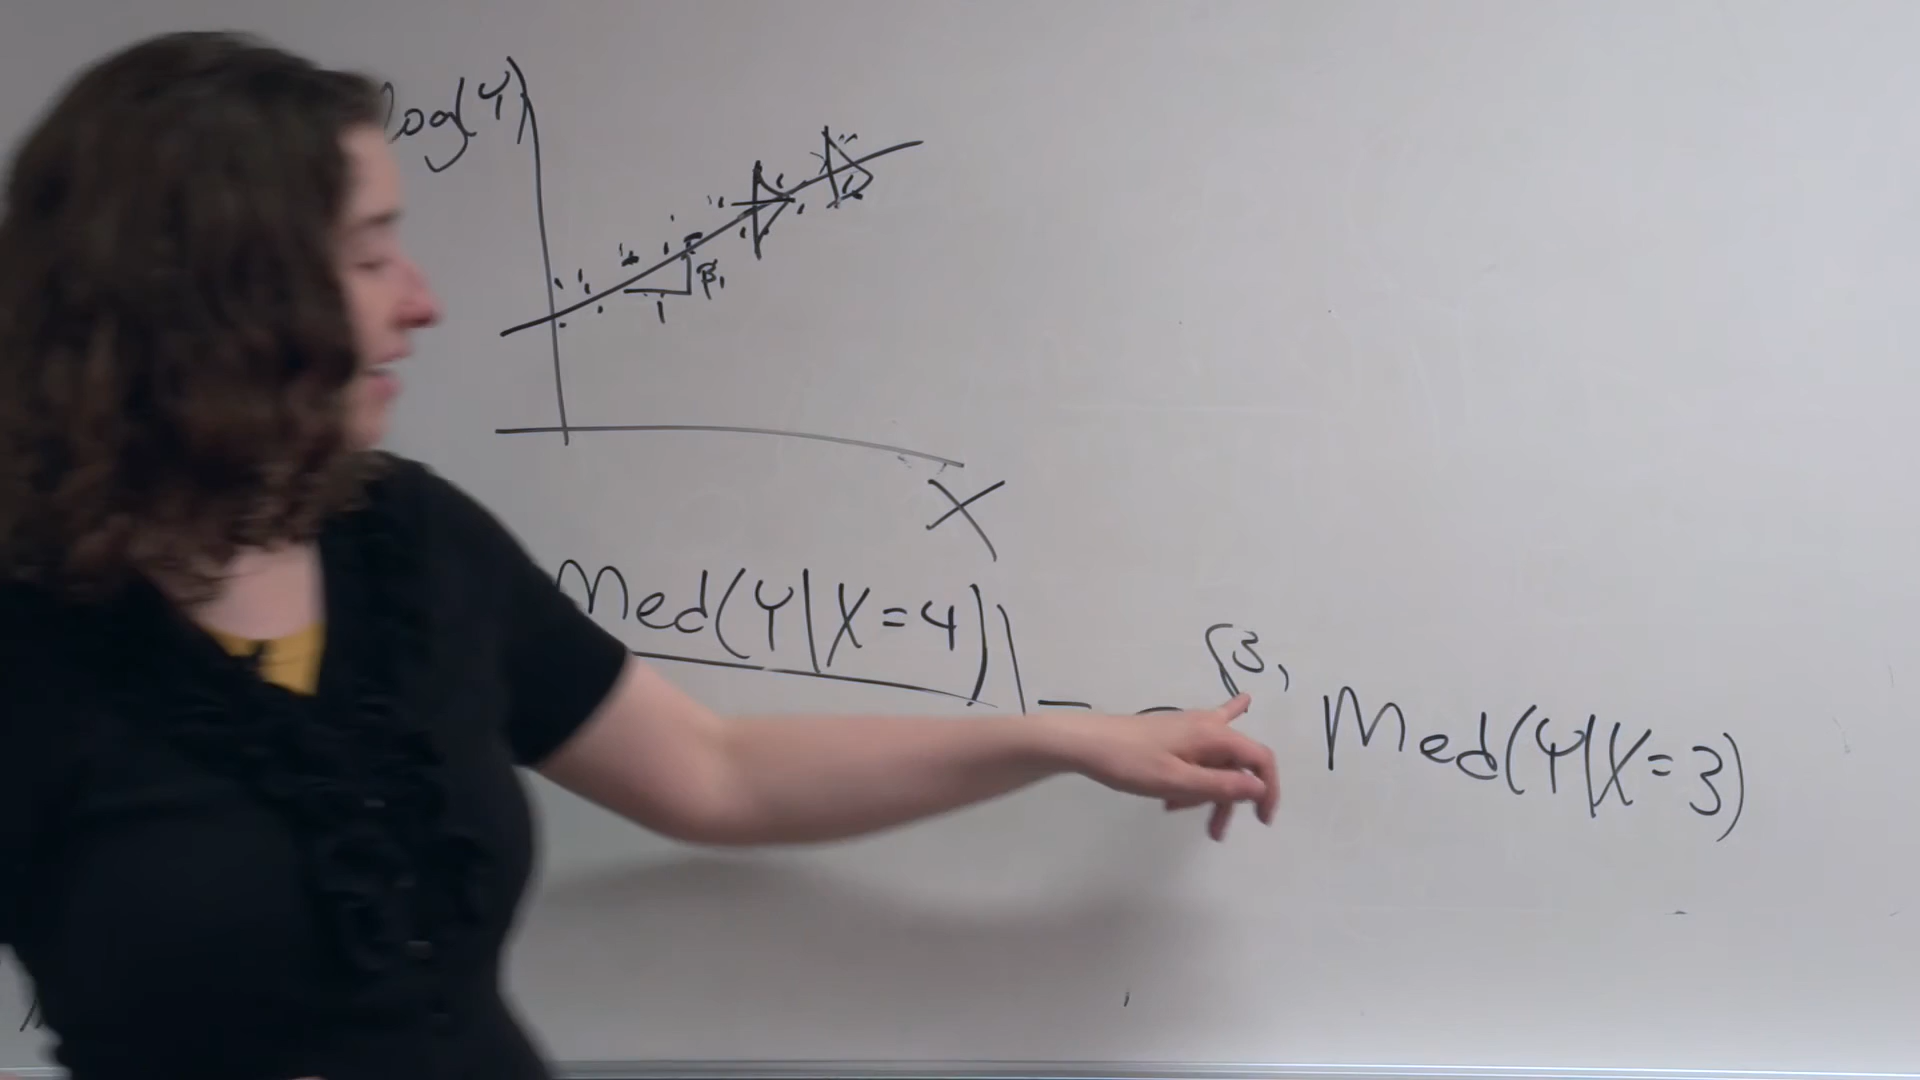 log(Y)
β₁
1
X
Med(Y|X=4))
= e^β₁ Med(Y|X=3)